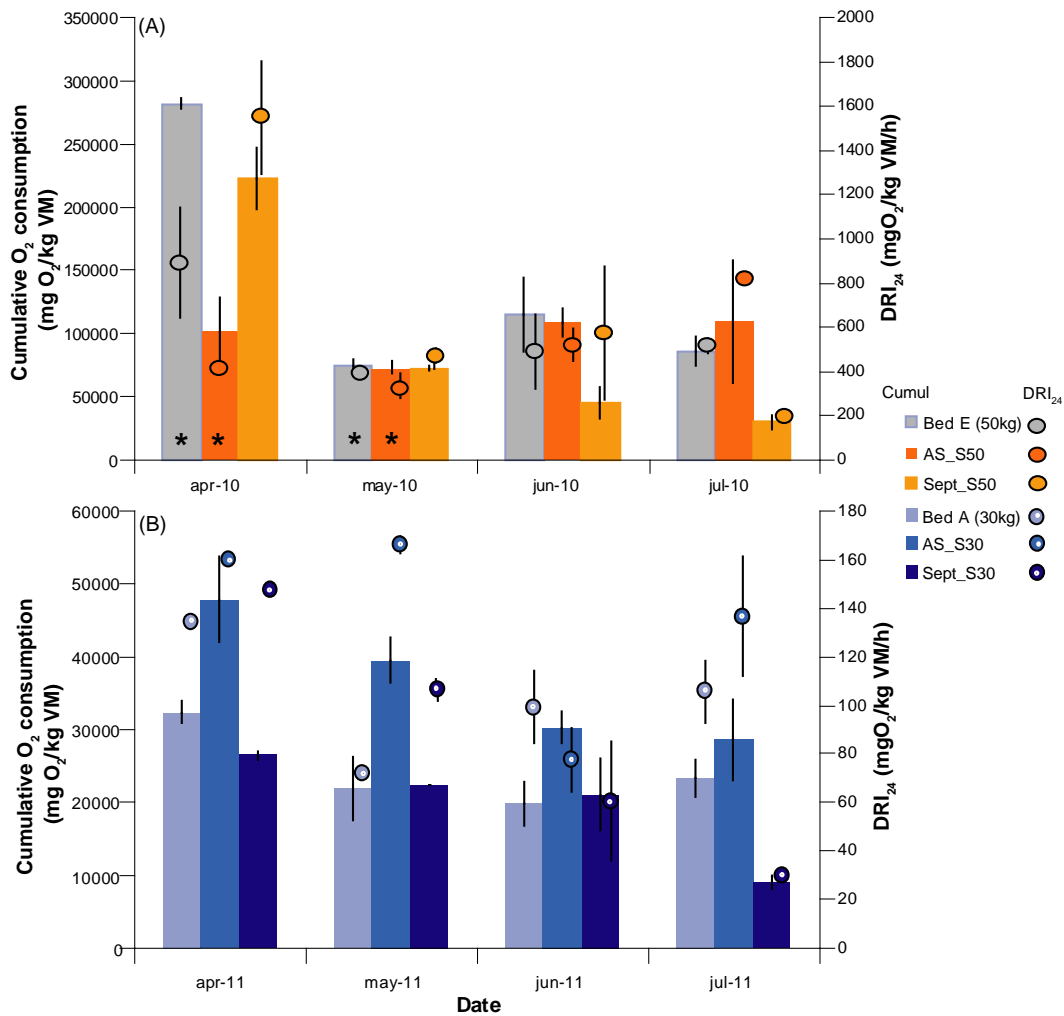 (A)
Cumulative O2 consumption
(mg O2/kg VM)
350000
300000
250000
200000
150000
100000
50000
0
2000
1800
1600
1400
1200
1000
800
600
400
200
0
DRI24 (mgO2/kg VM/h)
* * * *
apr-10 may-10 jun-10 jul-10
Cumul DRI24
Bed E (50kg)
AS_S50
Sept_S50
Bed A (30kg)
AS_S30
Sept_S30
(B)
Cumulative O2 consumption
(mg O2/kg VM)
60000
50000
40000
30000
20000
10000
0
180
160
140
120
100
80
60
40
20
0
DRI24 (mgO2/kg VM/h)
apr-11 may-11 jun-11 jul-11
Date